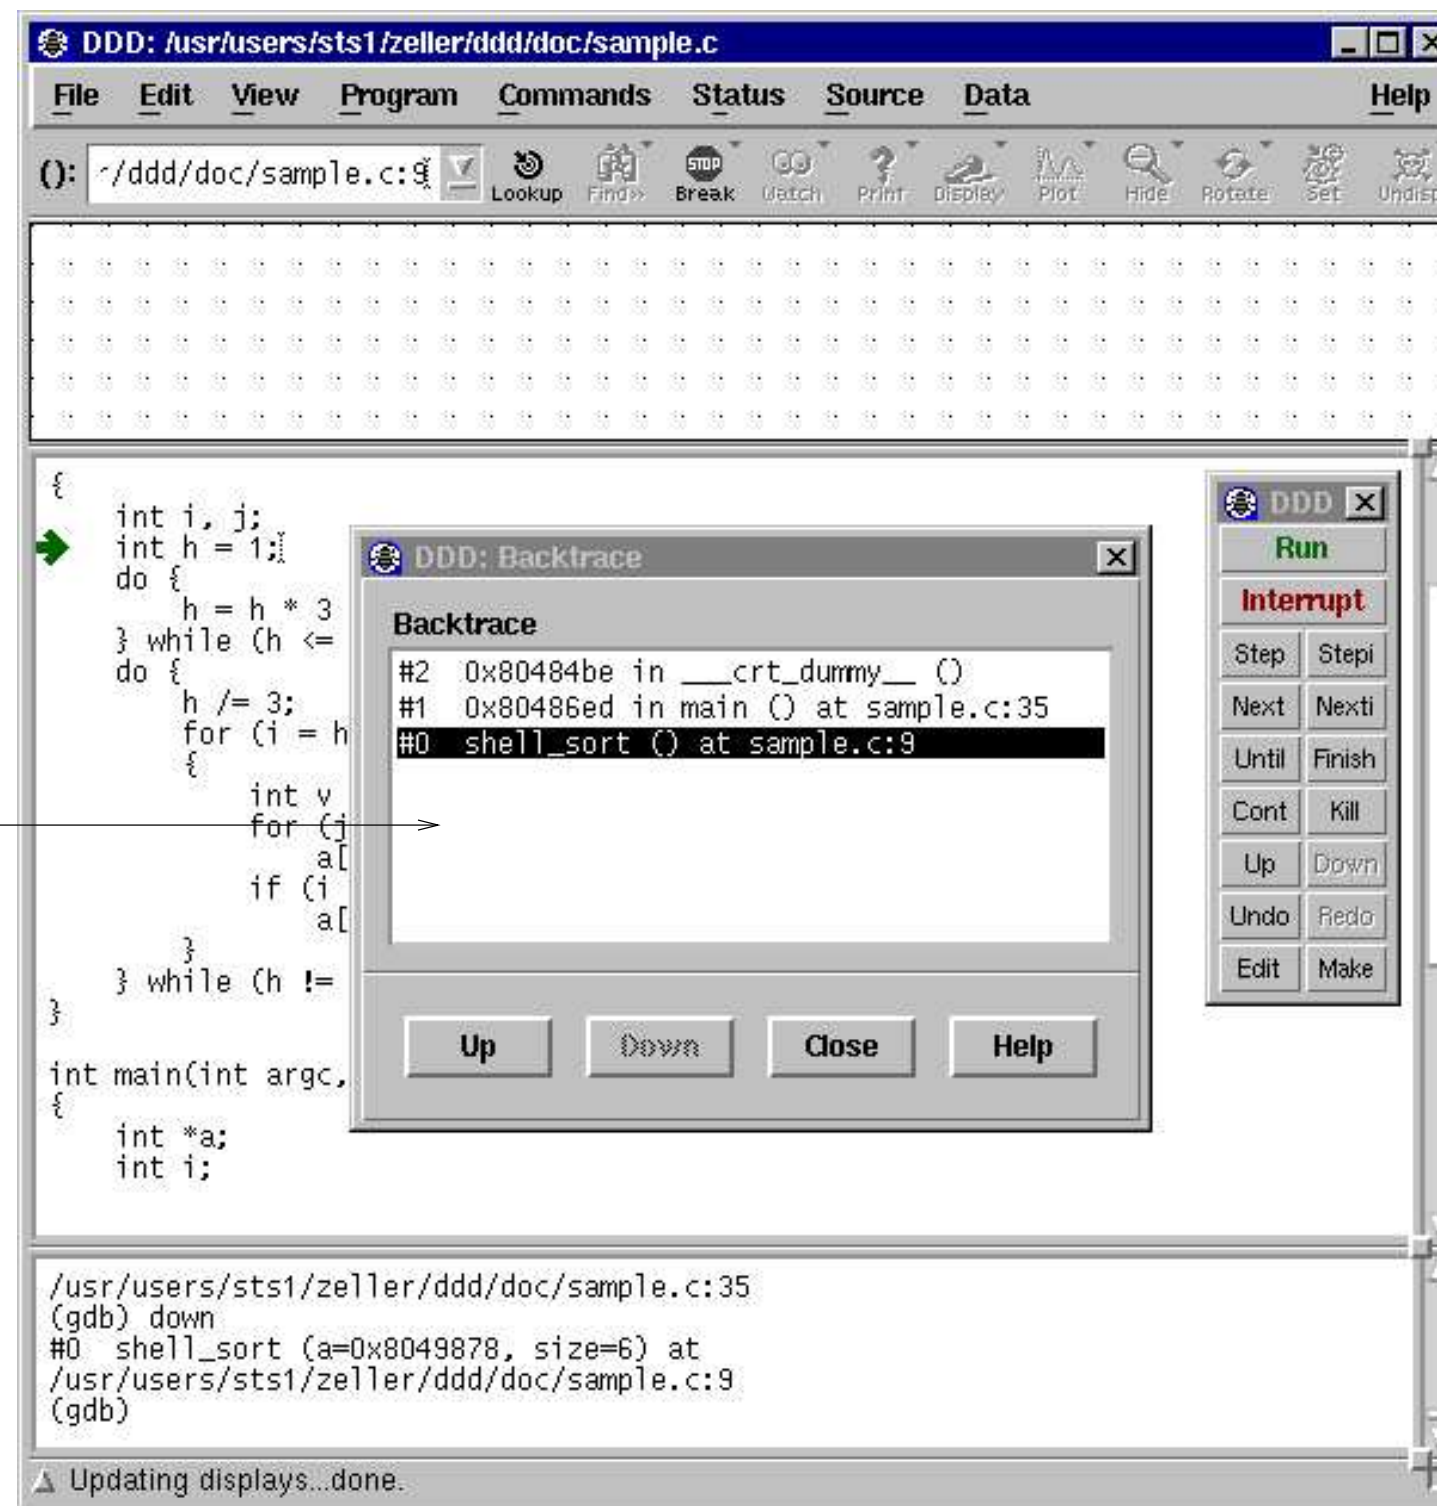 DDD: /usr/users/sts1/zeller/ddd/doc/sample.c
File Edit View Program Commands Status Source Data Help
(): /ddd/doc/sample.c:9 Lookup Find» Break Watch Print Display Plot Hide Rotate Set Undisp
{
int i, j;
int h = 1;
do {
h = h * 3
} while (h <=
do {
h /= 3;
for (i = h
{
int v
for (j
a[
if (i
a[
}
} while (h !=
}
int main(int argc,
{
int *a;
int i;
DDD: Backtrace
Backtrace
#2 0x80484be in ___crt_dummy__ ()
#1 0x80486ed in main () at sample.c:35
#0 shell_sort () at sample.c:9
Up Down Close Help
DDD
Run
Interrupt
Step Stepi
Next Nexti
Until Finish
Cont Kill
Up Down
Undo Redo
Edit Make
/usr/users/sts1/zeller/ddd/doc/sample.c:35
(gdb) down
#0 shell_sort (a=0x8049878, size=6) at
/usr/users/sts1/zeller/ddd/doc/sample.c:9
(gdb)
Updating displays...done.